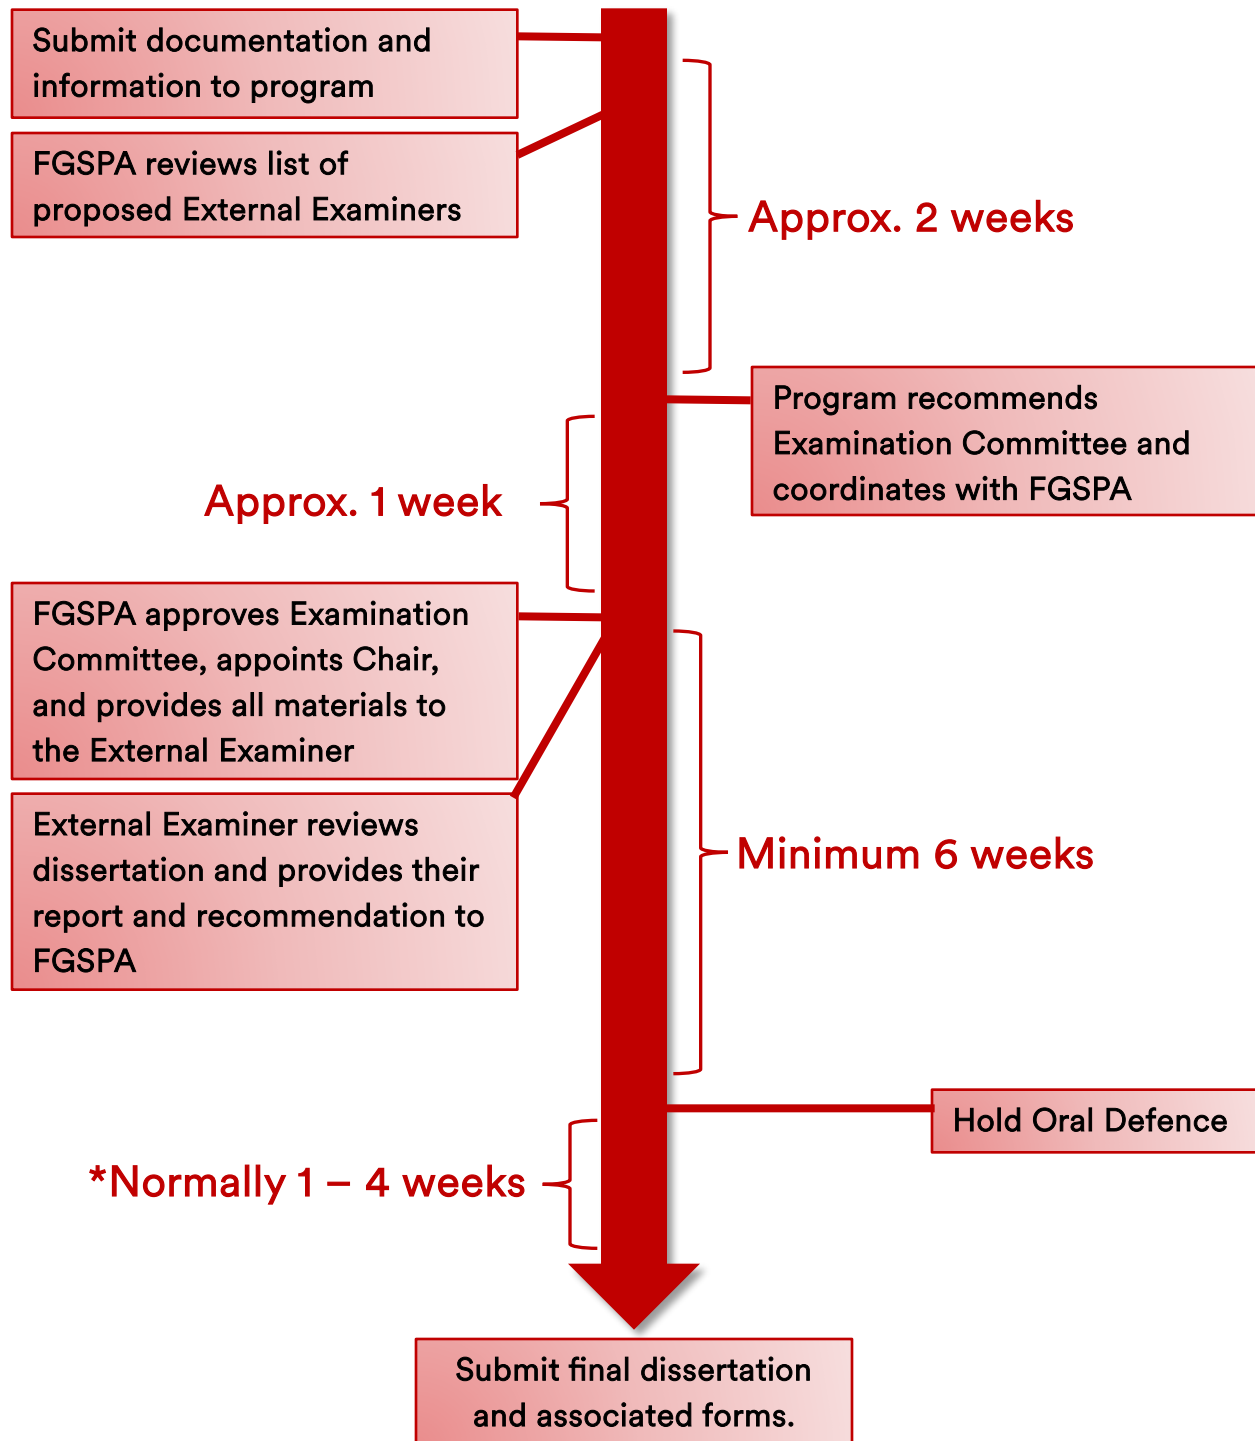 Submit documentation and
information to program
FGSPA reviews list of
proposed External Examiners
Approx. 2 weeks
Program recommends
Examination Committee and
coordinates with FGSPA
Approx. 1 week
FGSPA approves Examination
Committee, appoints Chair,
and provides all materials to
the External Examiner
External Examiner reviews
dissertation and provides their
report and recommendation to
FGSPA
Minimum 6 weeks
Hold Oral Defence
*Normally 1 – 4 weeks
Submit final dissertation
and associated forms.